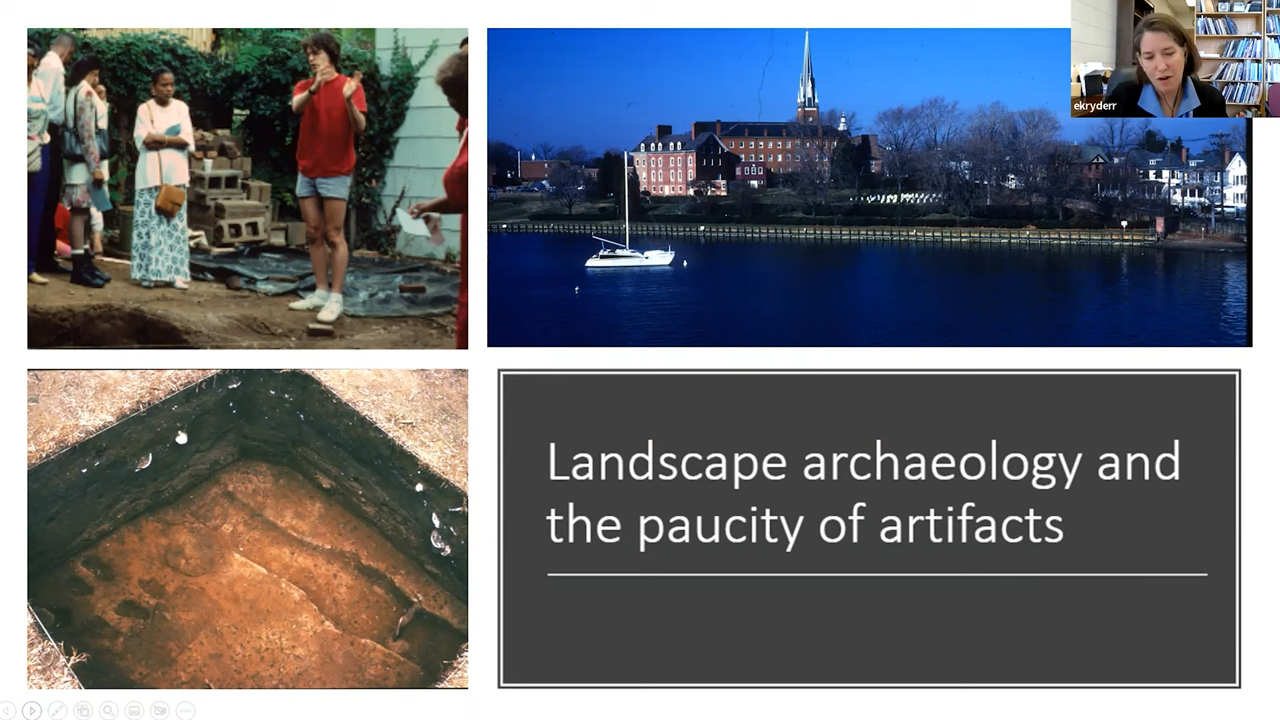 ekryderr
Landscape archaeology and
the paucity of artifacts